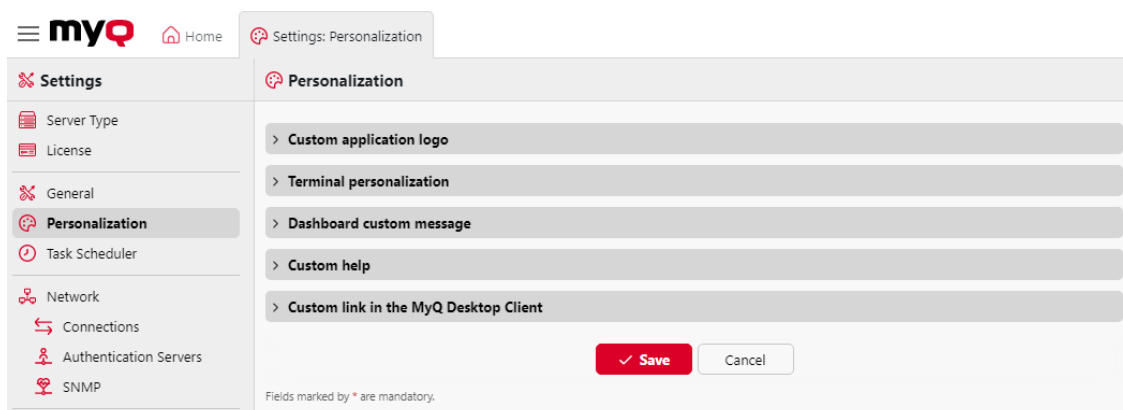 myQ
Home
Settings: Personalization
Settings
Server Type
License
General
Personalization
Task Scheduler
Network
Connections
Authentication Servers
SNMP
Personalization
Custom application logo
Terminal personalization
Dashboard custom message
Custom help
Custom link in the MyQ Desktop Client
Save
Cancel
Fields marked by * are mandatory.